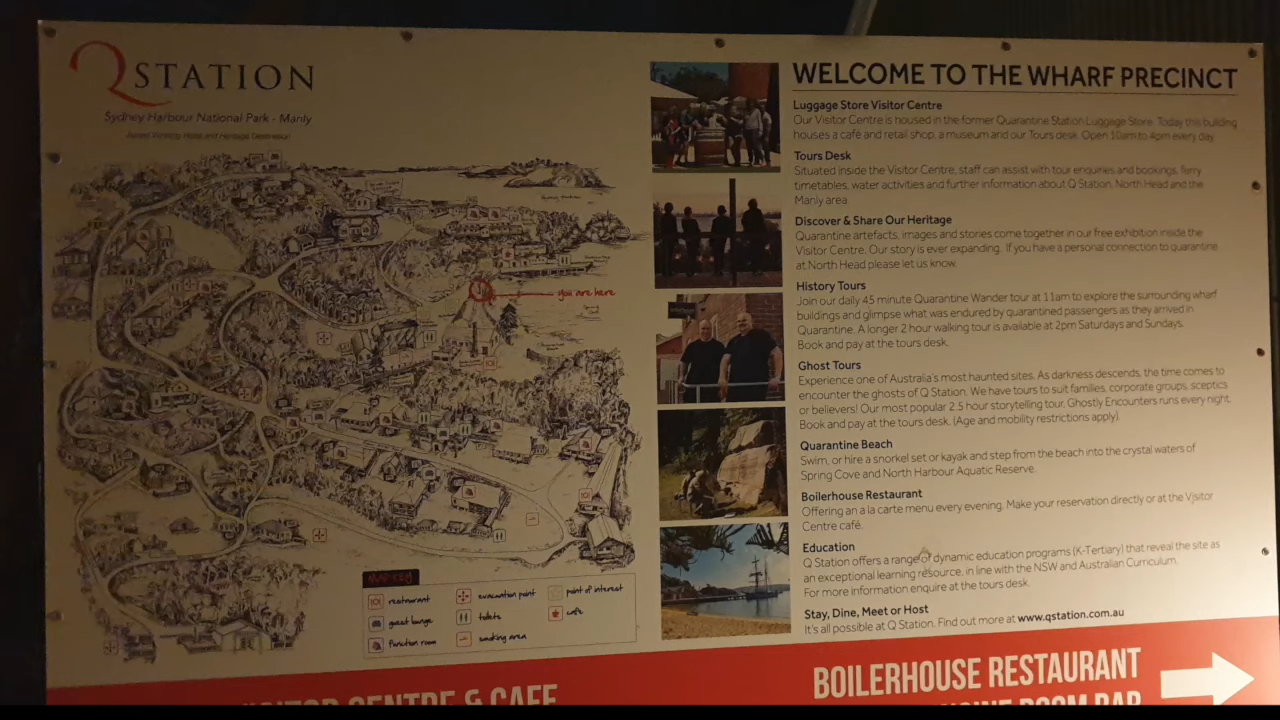 QSTATION
Sydney Harbour National Park - Manly
Award Winning Hotel and Heritage Destination
you are here
MAP KEY
restaurant
guest lounge
function room
evacuation point
toilets
smoking area
point of interest
cafe
WELCOME TO THE WHARF PRECINCT
Luggage Store Visitor Centre
Our Visitor Centre is housed in the former Quarantine Station Luggage Store. Today this building
houses a café and retail shop, a museum and our Tours desk. Open 10am to 4pm every day.
Tours Desk
Situated inside the Visitor Centre, staff can assist with tour enquiries and bookings, ferry
timetables, water activities and further information about Q Station, North Head and the
Manly area.
Discover & Share Our Heritage
Quarantine artefacts, images and stories come together in our free exhibition inside the
Visitor Centre. Our story is ever expanding. If you have a personal connection to quarantine
at North Head please let us know.
History Tours
Join our daily 45 minute Quarantine Wander tour at 11am to explore the surrounding wharf
buildings and glimpse what was endured by quarantined passengers as they arrived in
Quarantine. A longer 2 hour walking tour is available at 2pm Saturdays and Sundays.
Book and pay at the tours desk.
Ghost Tours
Experience one of Australia's most haunted sites. As darkness descends, the time comes to
encounter the ghosts of Q Station. We have tours to suit families, corporate groups, sceptics
or believers! Our most popular 2.5 hour storytelling tour, Ghostly Encounters runs every night.
Book and pay at the tours desk. (Age and mobility restrictions apply).
Quarantine Beach
Swim, or hire a snorkel set or kayak and step from the beach into the crystal waters of
Spring Cove and North Harbour Aquatic Reserve.
Boilerhouse Restaurant
Offering an a la carte menu every evening. Make your reservation directly or at the Visitor
Centre café.
Education
Q Station offers a range of dynamic education programs (K-Tertiary) that reveal the site as
an exceptional learning resource, in line with the NSW and Australian Curriculum.
For more information enquire at the tours desk.
Stay, Dine, Meet or Host
It's all possible at Q Station. Find out more at www.qstation.com.au
VISITOR CENTRE & CAFE
BOILERHOUSE RESTAURANT
ENGINE ROOM BAR